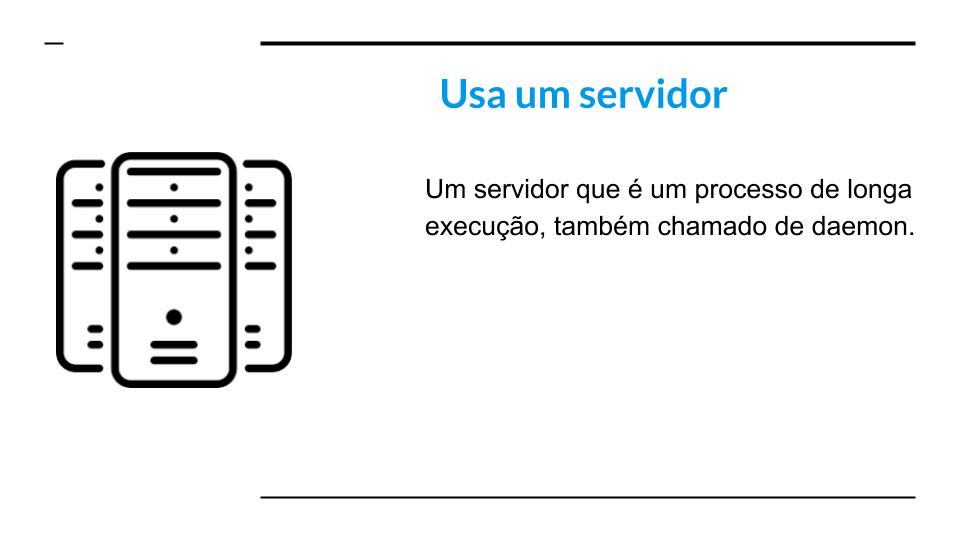 Usa um servidor
Um servidor que é um processo de longa
execução, também chamado de daemon.